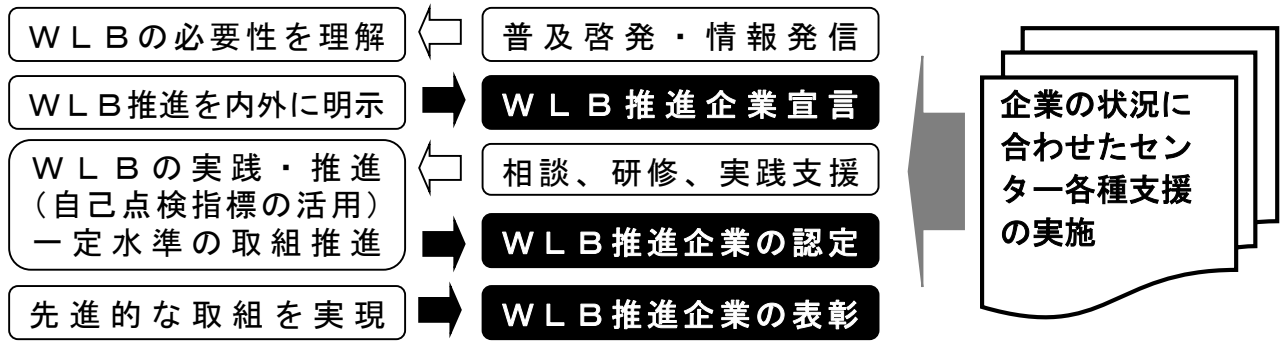 ＷＬＢの必要性を理解
普及啓発・情報発信
ＷＬＢ推進を内外に明示
ＷＬＢ推進企業宣言
ＷＬＢの実践・推進
（自己点検指標の活用）
一定水準の取組推進
相談、研修、実践支援
ＷＬＢ推進企業の認定
先進的な取組を実現
ＷＬＢ推進企業の表彰
企業の状況に
合わせたセン
ター各種支援
の実施